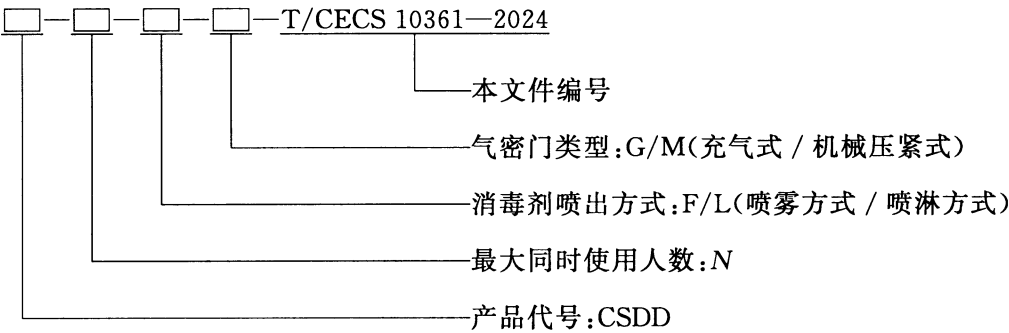 □—□—□—□—T/CECS 10361—2024
本文件编号
气密门类型:G/M(充气式/机械压紧式)
消毒剂喷出方式:F/L(喷雾方式/喷淋方式)
最大同时使用人数:N
产品代号:CSDD